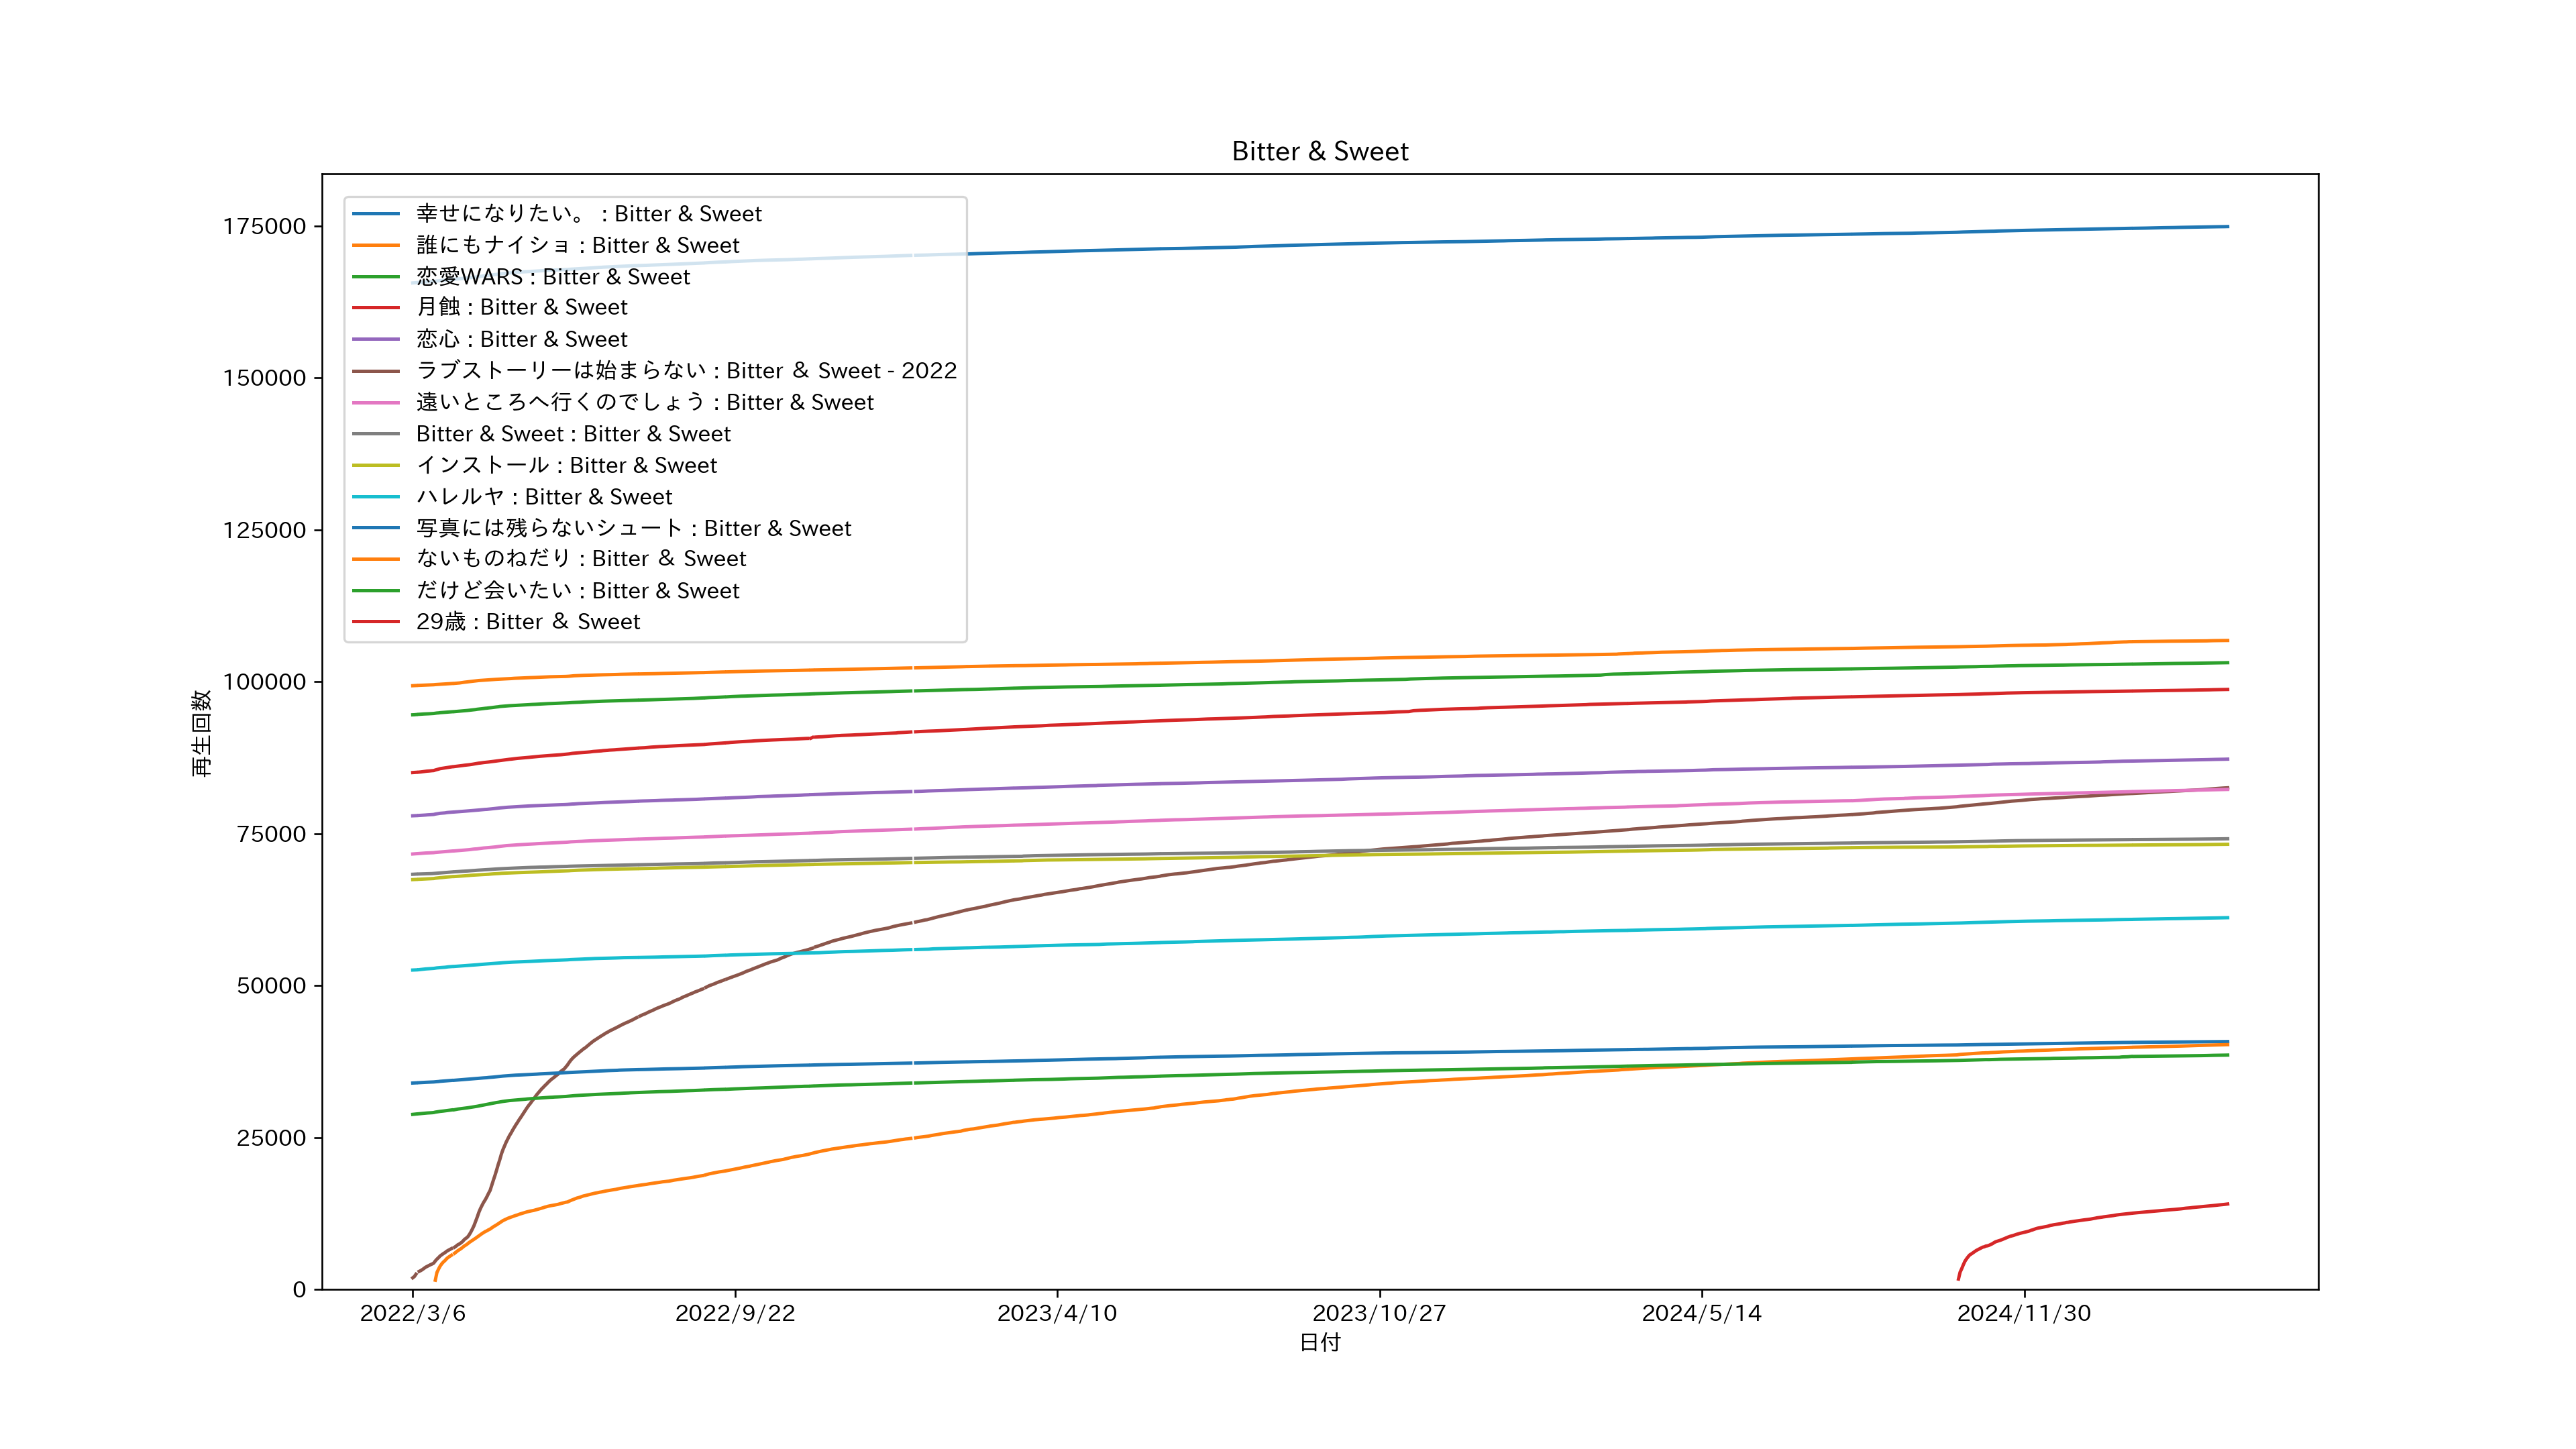 Bitter & Sweet
幸せになりたい。 : Bitter & Sweet
誰にもナイショ : Bitter & Sweet
恋愛WARS : Bitter & Sweet
月蝕 : Bitter & Sweet
恋心 : Bitter & Sweet
ラブストーリーは始まらない : Bitter ＆ Sweet - 2022
遠いところへ行くのでしょう : Bitter & Sweet
Bitter & Sweet : Bitter & Sweet
インストール : Bitter & Sweet
ハレルヤ : Bitter & Sweet
写真には残らないシュート : Bitter & Sweet
ないものねだり : Bitter ＆ Sweet
だけど会いたい : Bitter & Sweet
29歳 : Bitter ＆ Sweet
175000
150000
125000
100000
75000
50000
25000
0
再生回数
2022/3/6
2022/9/22
2023/4/10
2023/10/27
2024/5/14
2024/11/30
日付